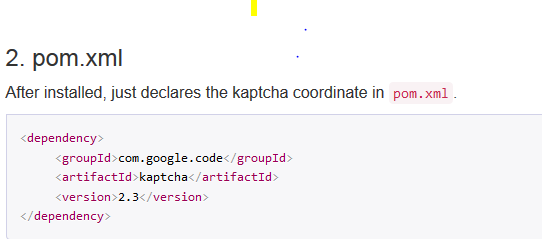 2. pom.xml
After installed, just declares the kaptcha coordinate in pom.xml.
<dependency>
<groupId>com.google.code</groupId>
<artifactId>kaptcha</artifactId>
<version>2.3</version>
</dependency>